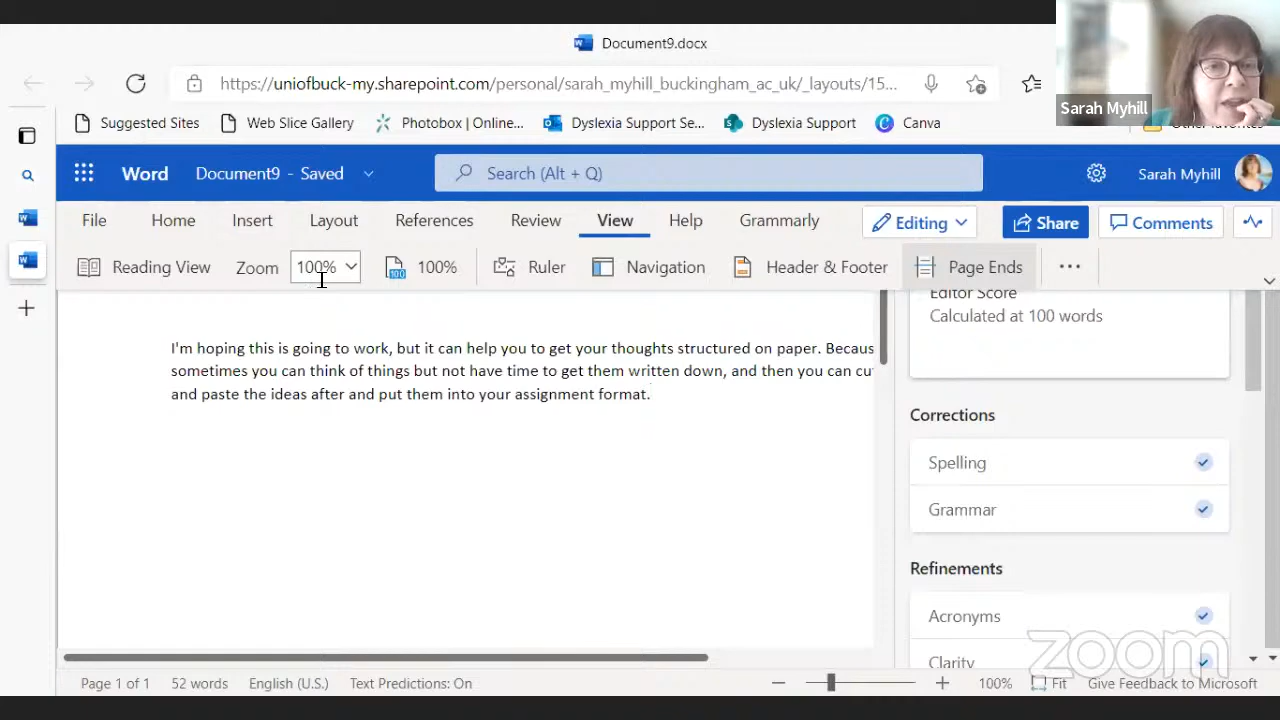 Document9.docx
https://uniofbuck-my.sharepoint.com/personal/sarah_myhill_buckingham_ac_uk/_layouts/15...
Sarah Myhill
Suggested Sites Web Slice Gallery Photobox | Online... Dyslexia Support Se... Dyslexia Support Canva
Word Document9 - Saved Search (Alt + Q) Sarah Myhill
File Home Insert Layout References Review View Help Grammarly Editing Share Comments
Reading View Zoom 100% 100% Ruler Navigation Header & Footer Page Ends
Editor Score
Calculated at 100 words
I'm hoping this is going to work, but it can help you to get your thoughts structured on paper. Becaus
sometimes you can think of things but not have time to get them written down, and then you can cu
and paste the ideas after and put them into your assignment format.
Corrections
Spelling
Grammar
Refinements
Acronyms
Clarity
zoom
Page 1 of 1 52 words English (U.S.) Text Predictions: On 100% Fit Give Feedback to Microsoft